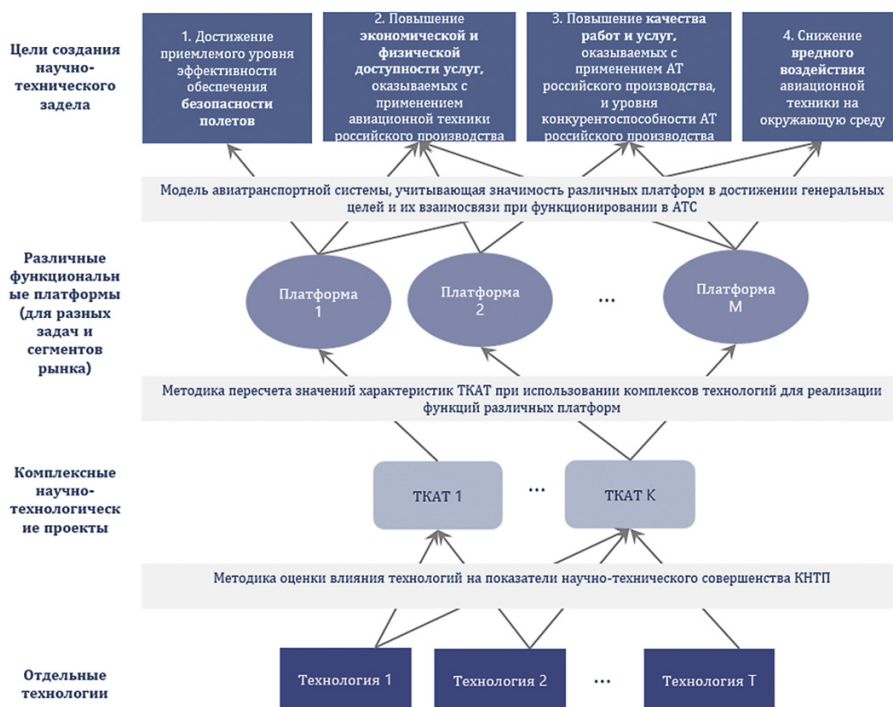 Цели создания
научно-
технического
задела
1. Достижение
приемлемого уровня
эффективности
обеспечения
безопасности
полетов
2. Повышение
экономической и
физической
доступности услуг,
оказываемых с
применением
авиационной техники
российского производства
3. Повышение качества
работ и услуг,
оказываемых с
применением АТ
российского производства,
и уровня
конкурентоспособности АТ
российского производства
4. Снижение
вредного
воздействия
авиационной
техники на
окружающую среду
Модель авиатранспортной системы, учитывающая значимость различных платформ в достижении генеральных
целей и их взаимосвязи при функционировании в АТС
Различные
функциональн
ые платформы
(для разных
задач и
сегментов
рынка)
Платформа
1
Платформа
2
...
Платформа
М
Методика пересчета значений характеристик ТКАТ при использовании комплексов технологий для реализации
функций различных платформ
Комплексные
научно-
технологическ
ие проекты
ТКАТ 1
...
ТКАТ K
Методика оценки влияния технологий на показатели научно-технического совершенства КНТП
Отдельные
технологии
Технология 1
Технология 2
...
Технология Т